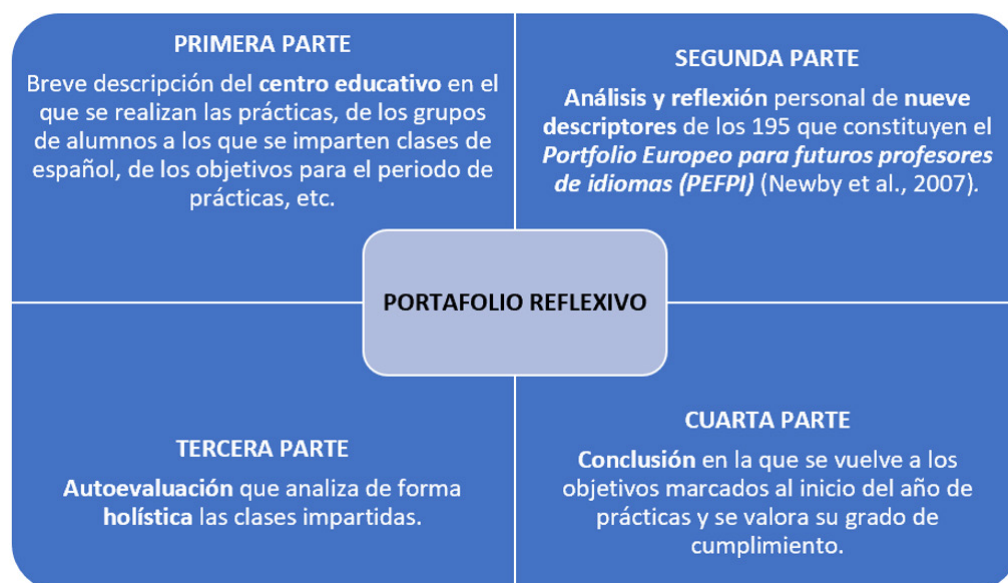 PRIMERA PARTE
Breve descripción del centro educativo en el
que se realizan las prácticas, de los grupos
de alumnos a los que se imparten clases de
español, de los objetivos para el periodo de
prácticas, etc.
SEGUNDA PARTE
Análisis y reflexión personal de nueve
descriptores de los 195 que constituyen el
Portfolio Europeo para futuros profesores
de idiomas (PEFPI) (Newby et al., 2007).
PORTAFOLIO REFLEXIVO
TERCERA PARTE
Autoevaluación que analiza de forma
holística las clases impartidas.
CUARTA PARTE
Conclusión en la que se vuelve a los
objetivos marcados al inicio del año de
prácticas y se valora su grado de
cumplimiento.